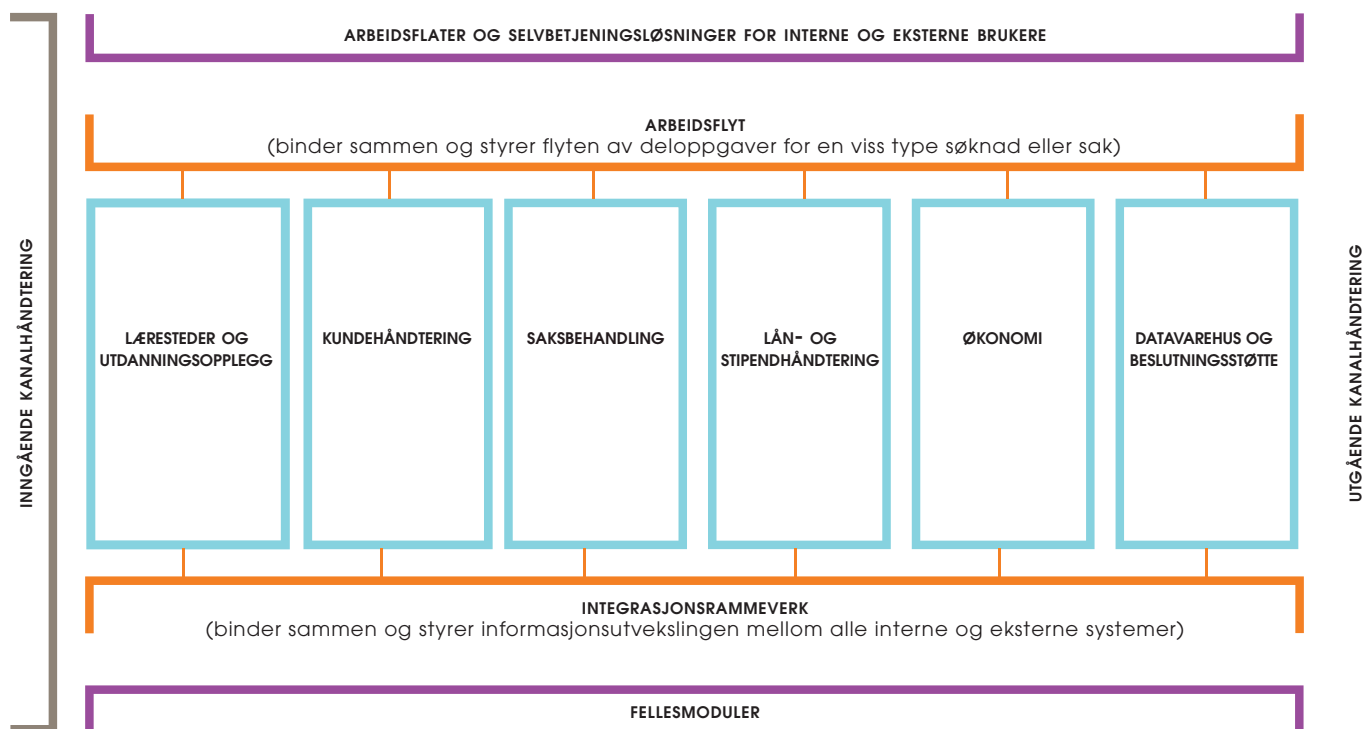 ARBEIDSFLATER OG SELVBETJENINGSLØSNINGER FOR INTERNE OG EKSTERNE BRUKERE
ARBEIDSFLYT
(binder sammen og styrer flyten av deloppgaver for en viss type søknad eller sak)
INNGÅENDE KANALHÅNDTERING
LÆRESTEDER OG
UTDANNINGSOPPLEGG
KUNDEHÅNDTERING
SAKSBEHANDLING
LÅN- OG
STIPENDHÅNDTERING
ØKONOMI
DATAVAREHUS OG
BESLUTNINGSSTØTTE
UTGÅENDE KANALHÅNDTERING
INTEGRASJONSRAMMEVERK
(binder sammen og styrer informasjonsutvekslingen mellom alle interne og eksterne systemer)
FELLESMODULER